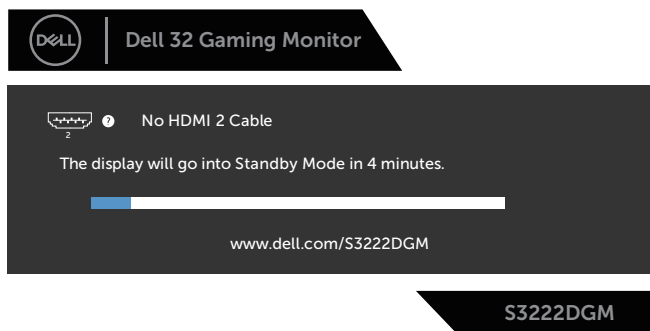 DELL
Dell 32 Gaming Monitor
2
?
No HDMI 2 Cable
The display will go into Standby Mode in 4 minutes.
www.dell.com/S3222DGM
S3222DGM